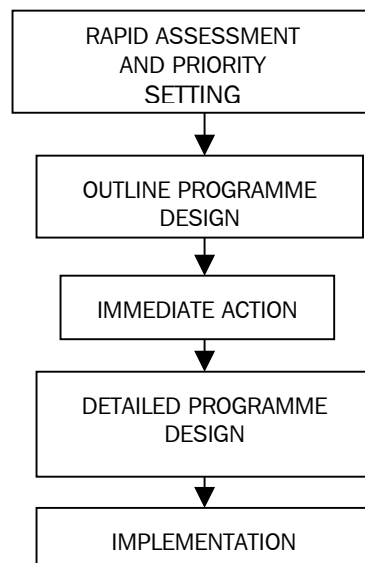 RAPID ASSESSMENT
AND PRIORITY
SETTING
OUTLINE PROGRAMME
DESIGN
IMMEDIATE ACTION
DETAILED PROGRAMME
DESIGN
IMPLEMENTATION